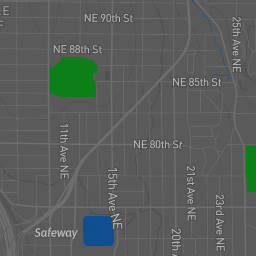 E
NE 90th St
25th Ave NE
NE 88th St
NE 85th St
11th Ave NE
NE 80th St
15th Ave NE
21st Ave NE
23rd Ave NE
20th A
Safeway